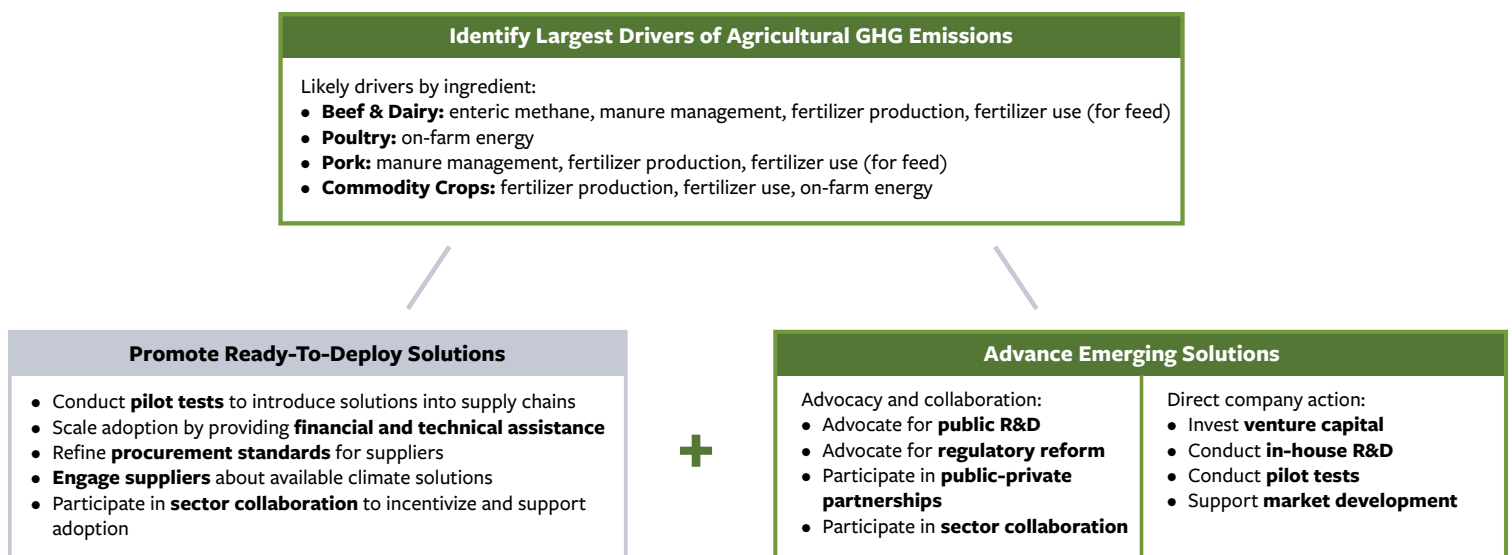 Identify Largest Drivers of Agricultural GHG Emissions
Likely drivers by ingredient:
• Beef & Dairy: enteric methane, manure management, fertilizer production, fertilizer use (for feed)
• Poultry: on-farm energy
• Pork: manure management, fertilizer production, fertilizer use (for feed)
• Commodity Crops: fertilizer production, fertilizer use, on-farm energy
Promote Ready-To-Deploy Solutions
• Conduct pilot tests to introduce solutions into supply chains
• Scale adoption by providing financial and technical assistance
• Refine procurement standards for suppliers
• Engage suppliers about available climate solutions
• Participate in sector collaboration to incentivize and support
adoption
+
Advance Emerging Solutions
Advocacy and collaboration:
• Advocate for public R&D
• Advocate for regulatory reform
• Participate in public-private
partnerships
• Participate in sector collaboration
Direct company action:
• Invest venture capital
• Conduct in-house R&D
• Conduct pilot tests
• Support market development